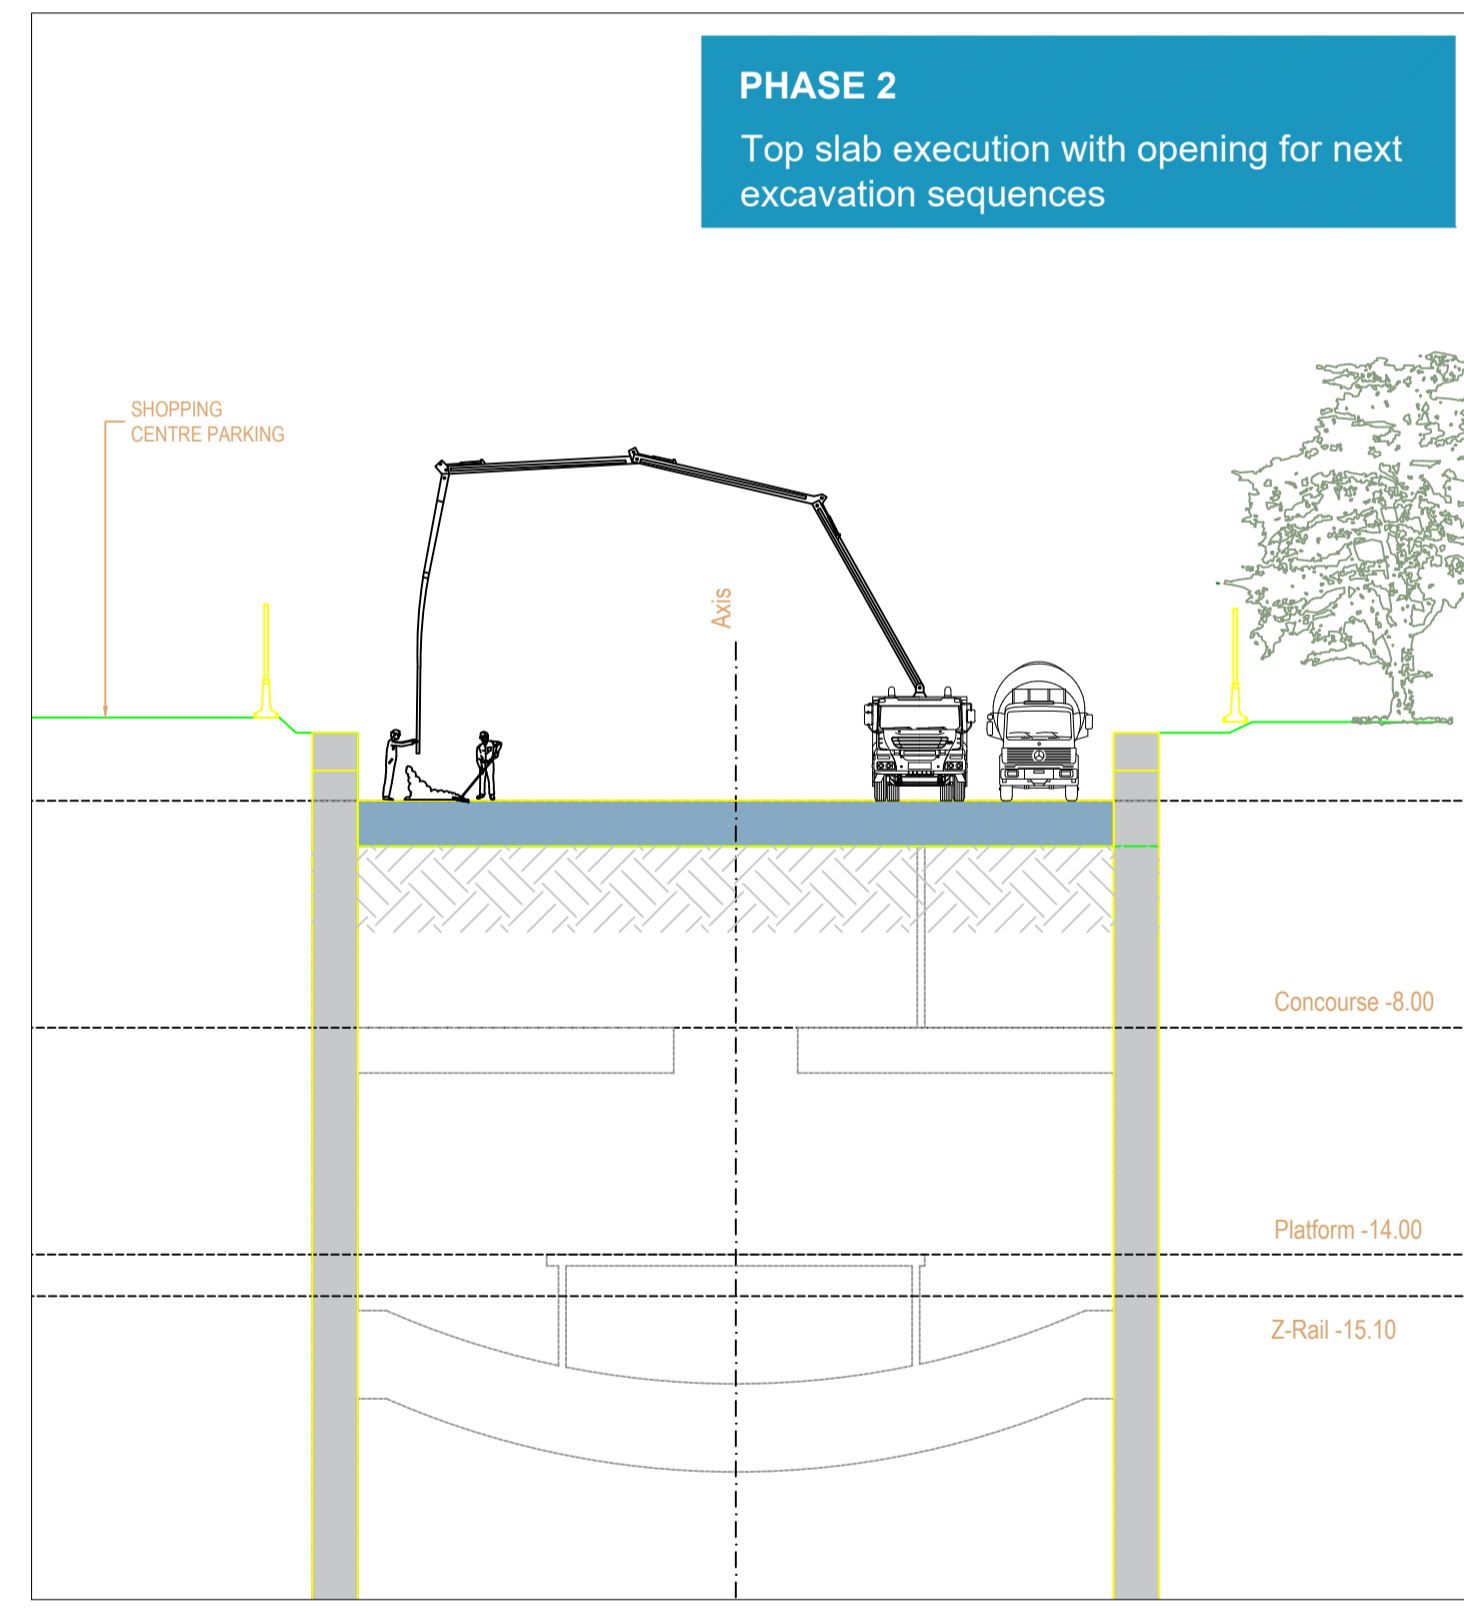 PHASE 2
Top slab execution with opening for next
excavation sequences
SHOPPING
CENTRE PARKING
Axis
Concourse -8.00
Platform -14.00
Z-Rail -15.10